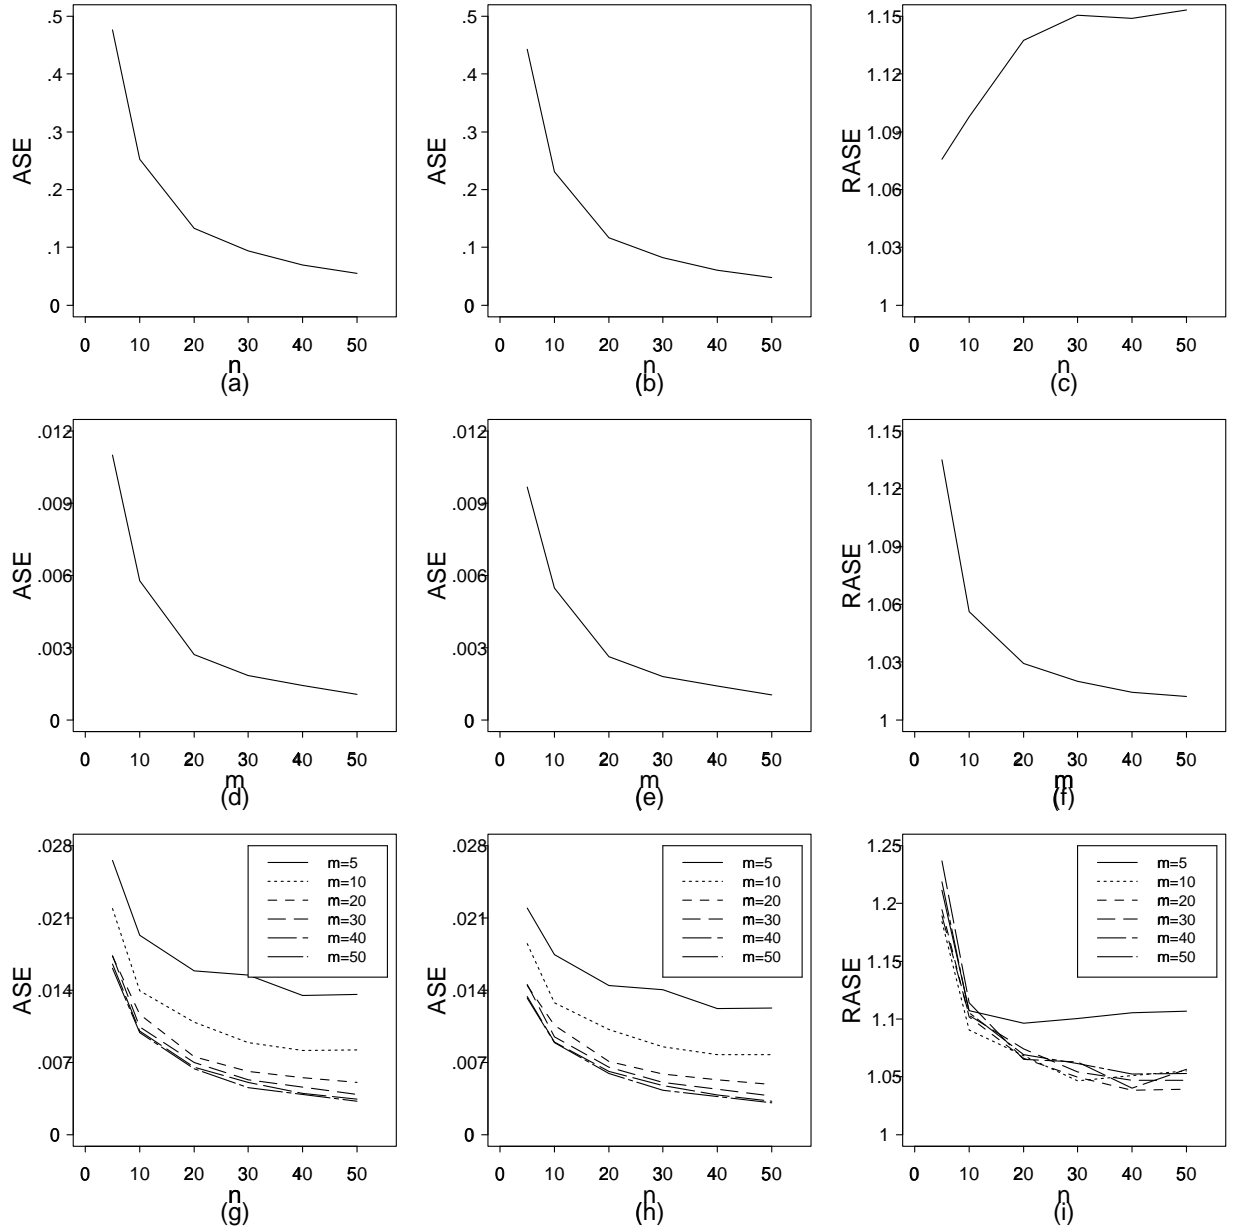 .5
.4
.3
.2
.1
0
ASE
0 10 20 30 40 50
n
(a)
.5
.4
.3
.2
.1
0
ASE
0 10 20 30 40 50
n
(b)
1.15
1.12
1.09
1.06
1.03
1
RASE
0 10 20 30 40 50
n
(c)
.012
.009
.006
.003
0
ASE
0 10 20 30 40 50
m
(d)
.012
.009
.006
.003
0
ASE
0 10 20 30 40 50
m
(e)
1.15
1.12
1.09
1.06
1.03
1
RASE
0 10 20 30 40 50
m
(f)
.028
.021
.014
.007
0
ASE
m=5
m=10
m=20
m=30
m=40
m=50
0 10 20 30 40 50
n
(g)
.028
.021
.014
.007
0
ASE
m=5
m=10
m=20
m=30
m=40
m=50
0 10 20 30 40 50
n
(h)
1.25
1.2
1.15
1.1
1.05
1
RASE
m=5
m=10
m=20
m=30
m=40
m=50
0 10 20 30 40 50
n
(i)